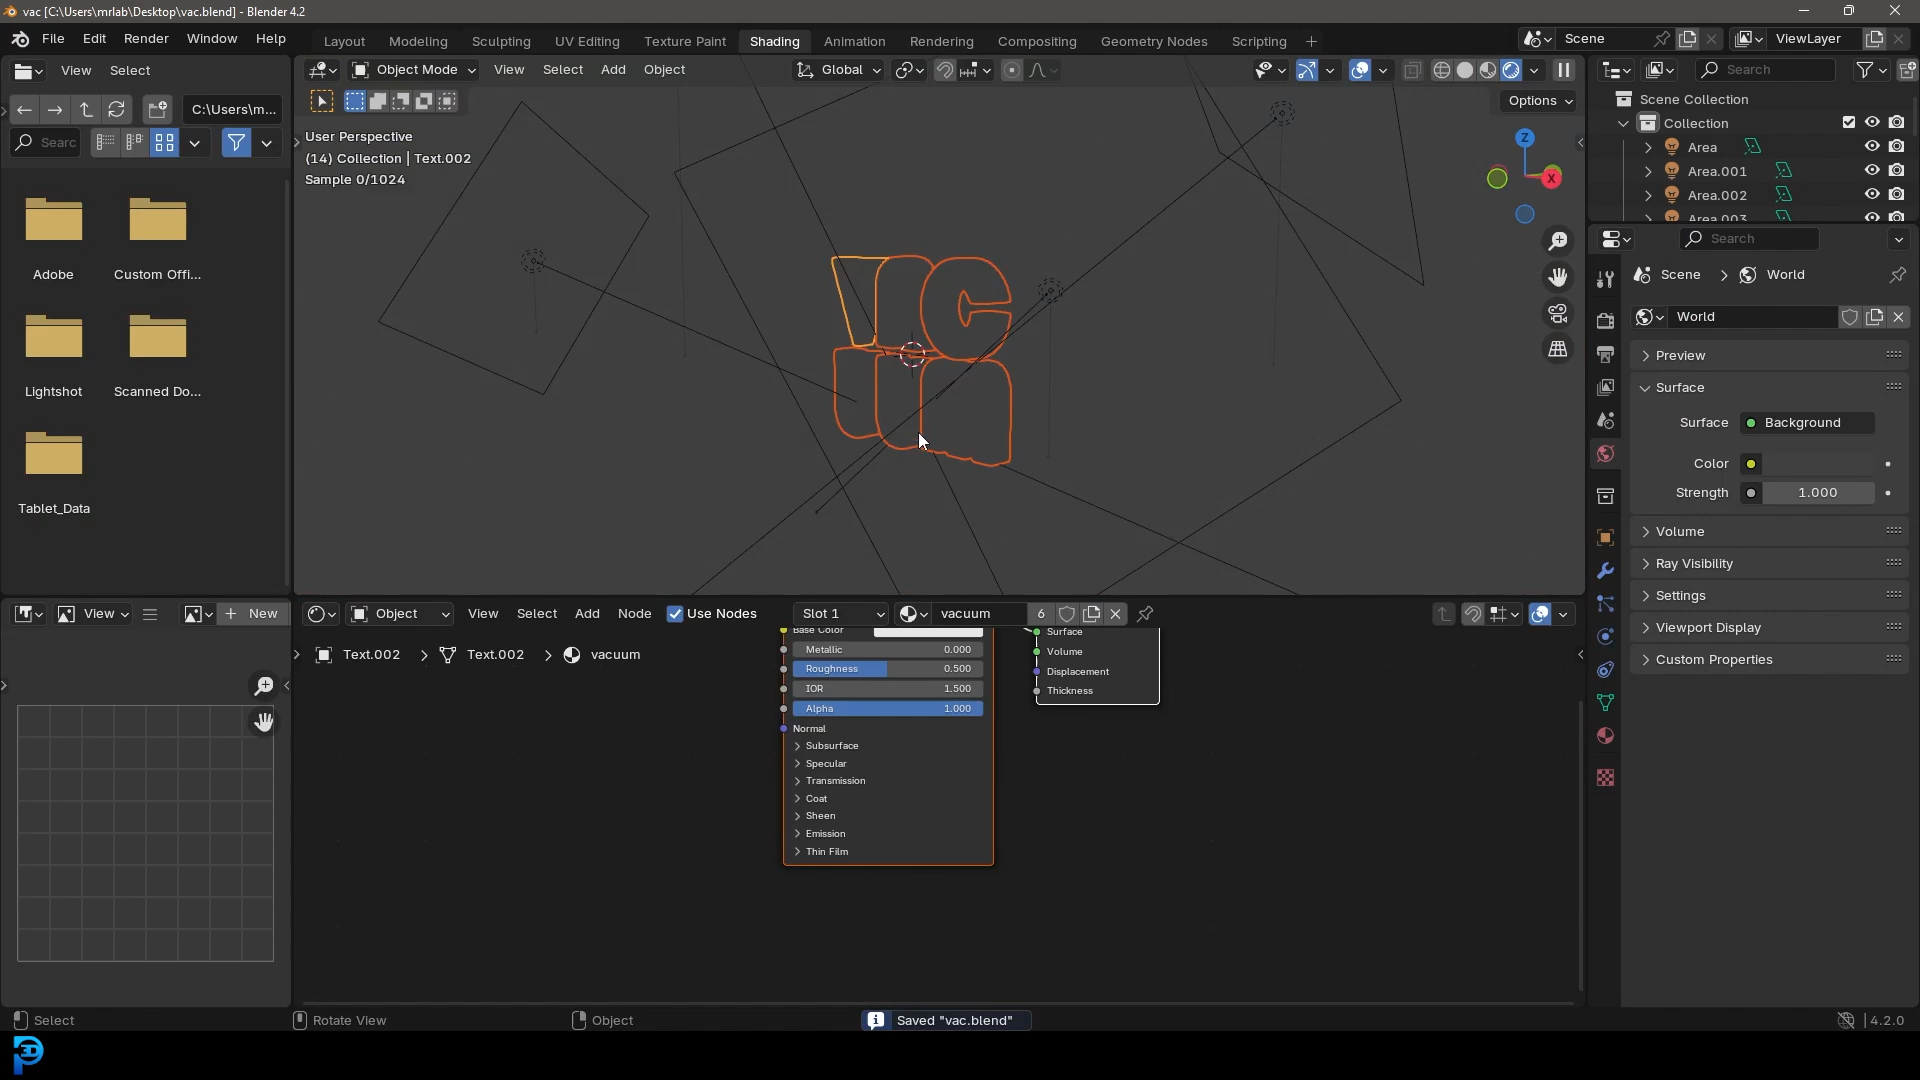 vac [C:\Users\mrlab\Desktop\vac.blend] - Blender 4.2
File Edit Render Window Help
Layout Modeling Sculpting UV Editing Texture Paint Shading Animation Rendering Compositing Geometry Nodes Scripting +
Scene
ViewLayer
View Select
Object Mode View Select Add Object
Global
Search
C:\Users\m...
Options
Searc
User Perspective
(14) Collection | Text.002
Sample 0/1024
Z
X
Scene Collection
Collection
Area
Area.001
Area.002
Area.003
Search
Scene > World
World
Preview
Surface
Surface Background
Color
Strength 1.000
Volume
Ray Visibility
Settings
Viewport Display
Custom Properties
Adobe
Custom Offi...
Lightshot
Scanned Do...
Tablet_Data
View
New
Object View Select Add Node Use Nodes
Slot 1
vacuum
6
Text.002 > Text.002 > vacuum
Base Color
Metallic 0.000
Roughness 0.500
IOR 1.500
Alpha 1.000
Normal
Subsurface
Specular
Transmission
Coat
Sheen
Emission
Thin Film
Surface
Volume
Displacement
Thickness
Select
Rotate View
Object
Saved "vac.blend"
4.2.0